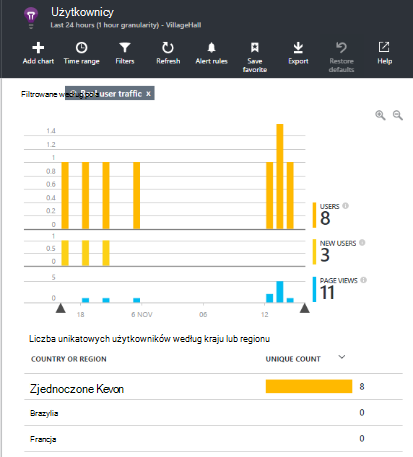 Użytkownicy
Last 24 hours (1 hour granularity) - VillageHall
Add chart Time range Filters Refresh Alert rules Save favorite Export Restore defaults Help
Filtrowane według pola user traffic x
1.4
1.2
1
0.8
0.6
0.4
0.2
0
USERS
8
1
0.5
0
NEW USERS
3
5
0
PAGE VIEWS
11
18 6 NOV 06 12
Liczba unikatowych użytkowników według kraju lub regionu
COUNTRY OR REGION UNIQUE COUNT
Zjednoczone Kevon 8
Brazylia 0
Francja 0